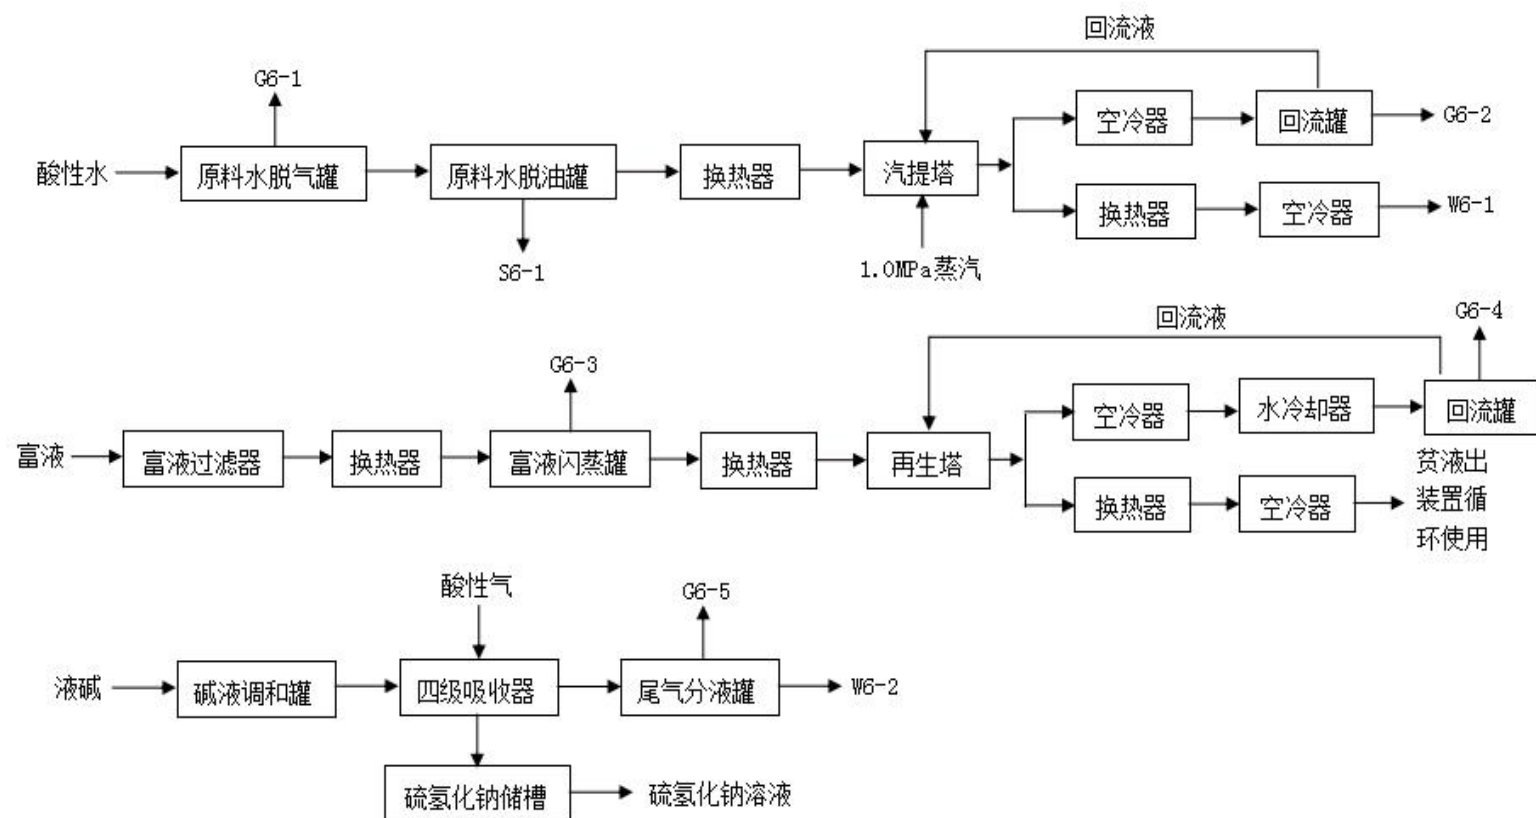 回流液
G6-1
空冷器
回流罐
G6-2
酸性水
原料水脱气罐
原料水脱油罐
换热器
汽提塔
换热器
空冷器
W6-1
S6-1
1.0MPa蒸汽
回流液
G6-4
G6-3
空冷器
水冷却器
回流罐
富液
富液过滤器
换热器
富液闪蒸罐
换热器
再生塔
换热器
空冷器
贫液出
装置循
环使用
酸性气
G6-5
液碱
碱液调和罐
四级吸收器
尾气分液罐
W6-2
硫氢化钠储槽
硫氢化钠溶液